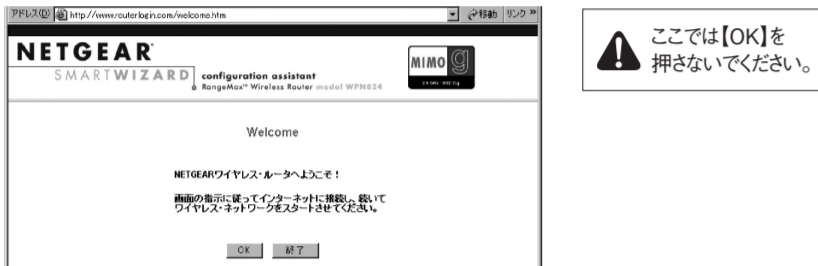 アドレス(D) http://www.routerlogin.com/welcome.htm 移動 リンク »
NETGEAR
SMARTWIZARD configuration assistant
RangeMax™ Wireless Router model WPN824
MIMO g
Welcome
NETGEARワイヤレス・ルータへようこそ！
画面の指示に従ってインターネットに接続し、続いて
ワイヤレス・ネットワークをスタートさせてください。
OK 終了
ここでは【OK】を
押さないでください。